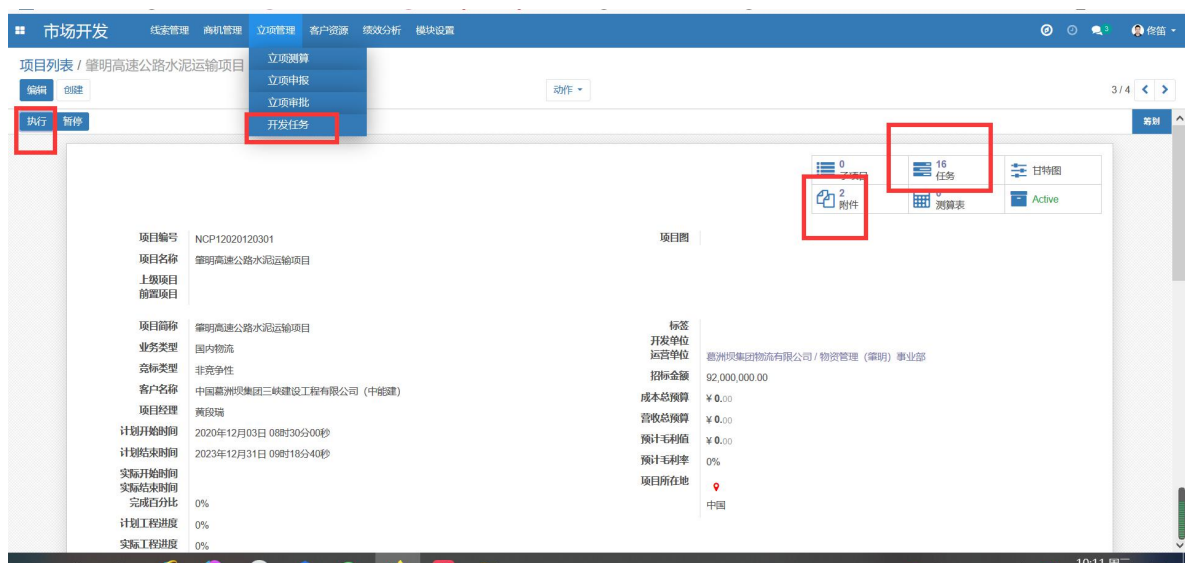 市场开发 线索管理 商机管理 立项管理 客户资源 绩效分析 模块设置 3 佟笛
立项测算
立项申报
立项审批
开发任务
项目列表 / 肇明高速公路水泥运输项目
编辑 创建 动作 3 / 4
执行 暂停 筹划
0 子项目 16 任务 甘特图
2 附件 测算表 Active
项目编号 NCP12020120301 项目图
项目名称 肇明高速公路水泥运输项目
上级项目
前置项目
项目简称 肇明高速公路水泥运输项目 标签
开发单位
业务类型 国内物流 运营单位 葛洲坝集团物流有限公司 / 物资管理（肇明）事业部
竞标类型 非竞争性 招标金额 92,000,000.00
客户名称 中国葛洲坝集团三峡建设工程有限公司（中能建） 成本总预算 ¥ 0.00
项目经理 黄段瑞 营收总预算 ¥ 0.00
计划开始时间 2020年12月03日 08时30分00秒 预计毛利值 ¥ 0.00
计划结束时间 2023年12月31日 09时18分40秒 预计毛利率 0%
实际开始时间 项目所在地
实际结束时间
完成百分比 0% 中国
计划工程进度 0%
实际工程进度 0%